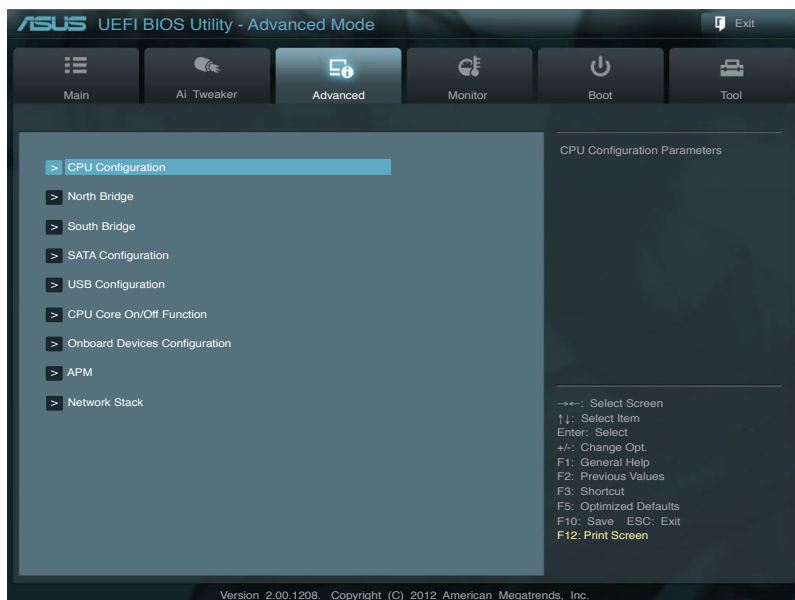 ASUS UEFI BIOS Utility - Advanced Mode
Exit
Main
Ai Tweaker
Advanced
Monitor
Boot
Tool
> CPU Configuration
> North Bridge
> South Bridge
> SATA Configuration
> USB Configuration
> CPU Core On/Off Function
> Onboard Devices Configuration
> APM
> Network Stack
CPU Configuration Parameters
→←: Select Screen
↑↓: Select Item
Enter: Select
+/-: Change Opt.
F1: General Help
F2: Previous Values
F3: Shortcut
F5: Optimized Defaults
F10: Save ESC: Exit
F12: Print Screen
Version 2.00.1208. Copyright (C) 2012 American Megatrends, Inc.